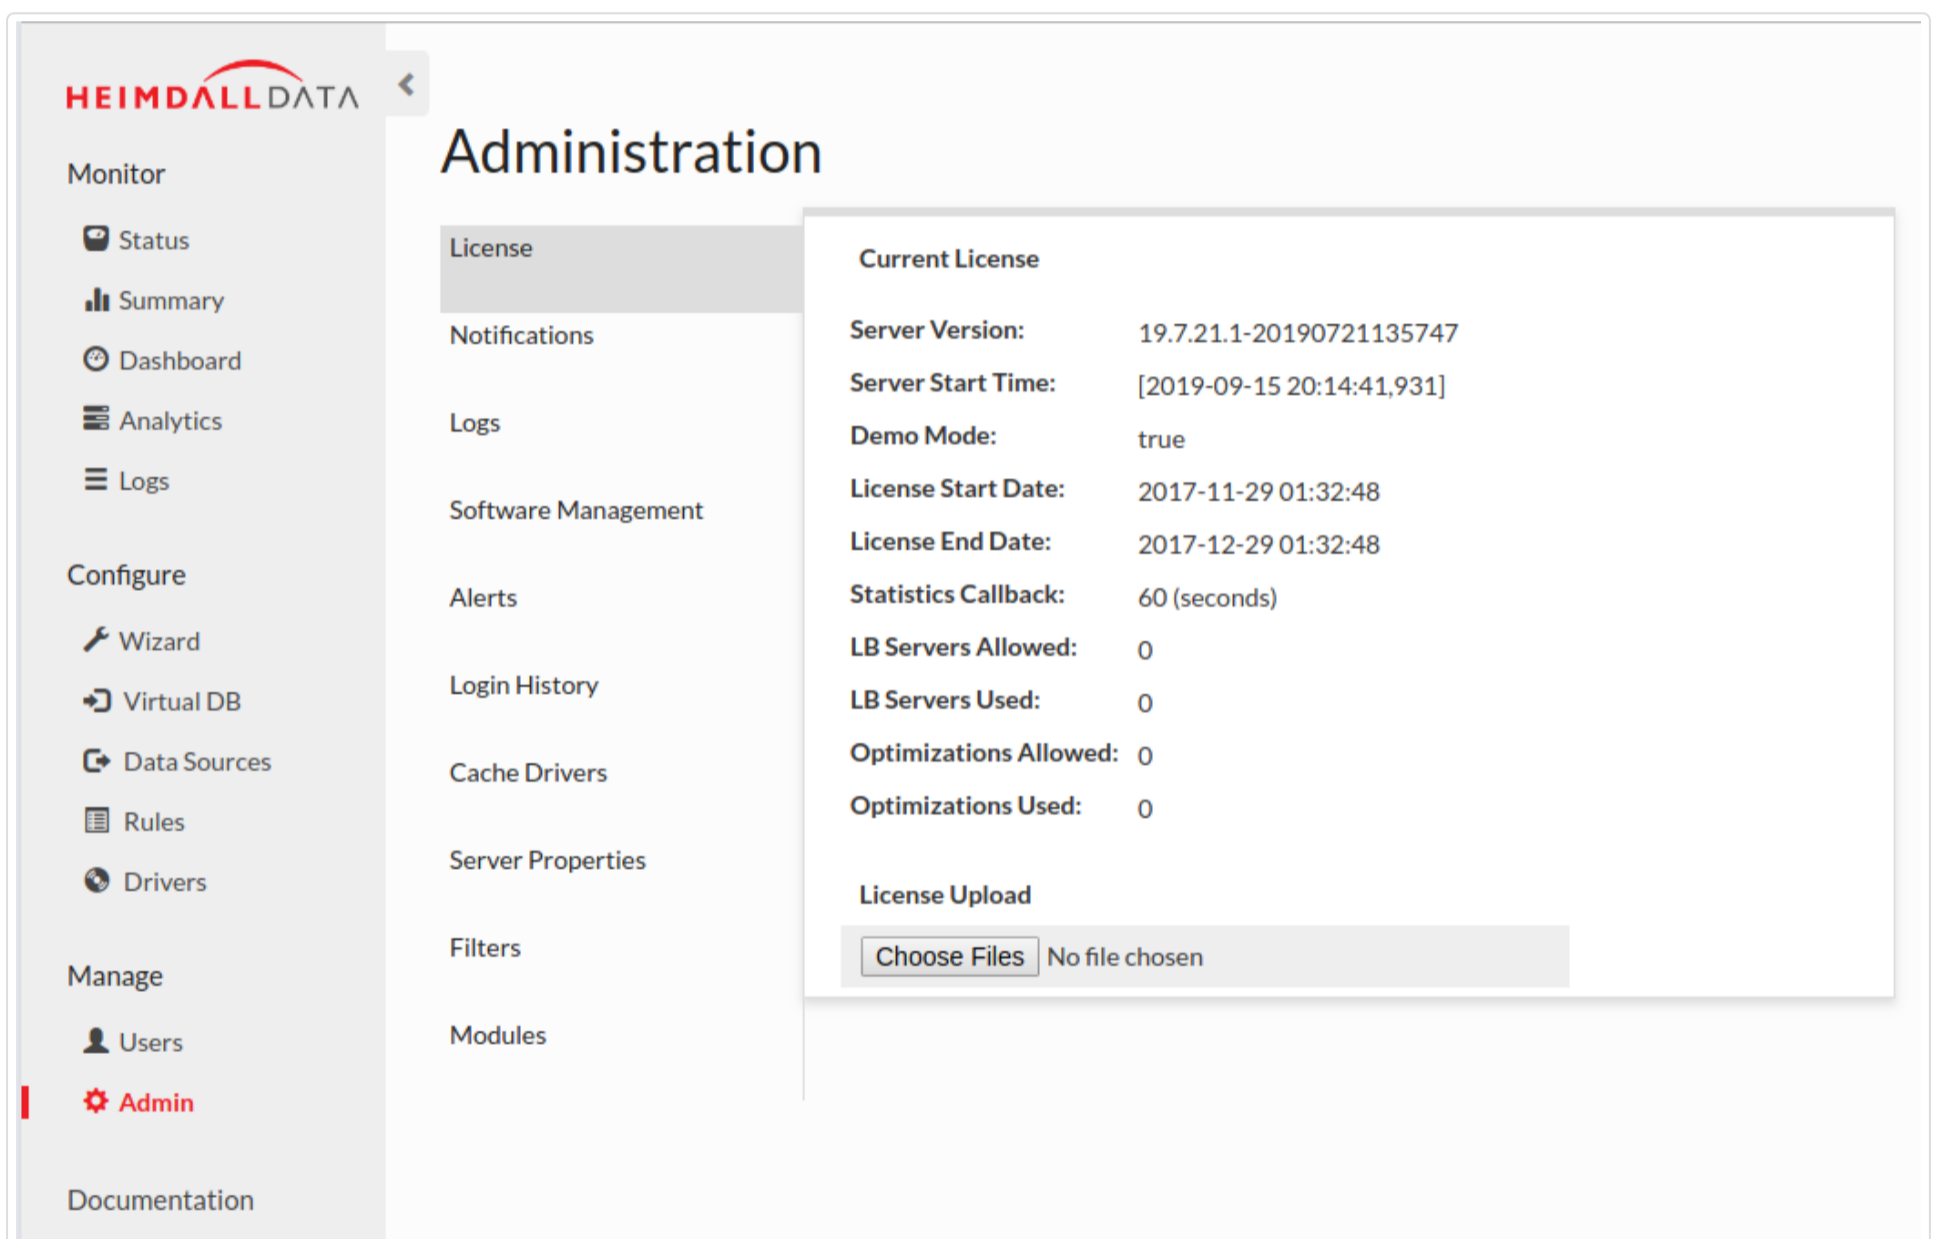 HEIMDALLDATA
Monitor
Status
Summary
Dashboard
Analytics
Logs
Configure
Wizard
Virtual DB
Data Sources
Rules
Drivers
Manage
Users
Admin
Documentation
Administration
License
Notifications
Logs
Software Management
Alerts
Login History
Cache Drivers
Server Properties
Filters
Modules
Current License
Server Version: 19.7.21.1-20190721135747
Server Start Time: [2019-09-15 20:14:41,931]
Demo Mode: true
License Start Date: 2017-11-29 01:32:48
License End Date: 2017-12-29 01:32:48
Statistics Callback: 60 (seconds)
LB Servers Allowed: 0
LB Servers Used: 0
Optimizations Allowed: 0
Optimizations Used: 0
License Upload
Choose Files No file chosen